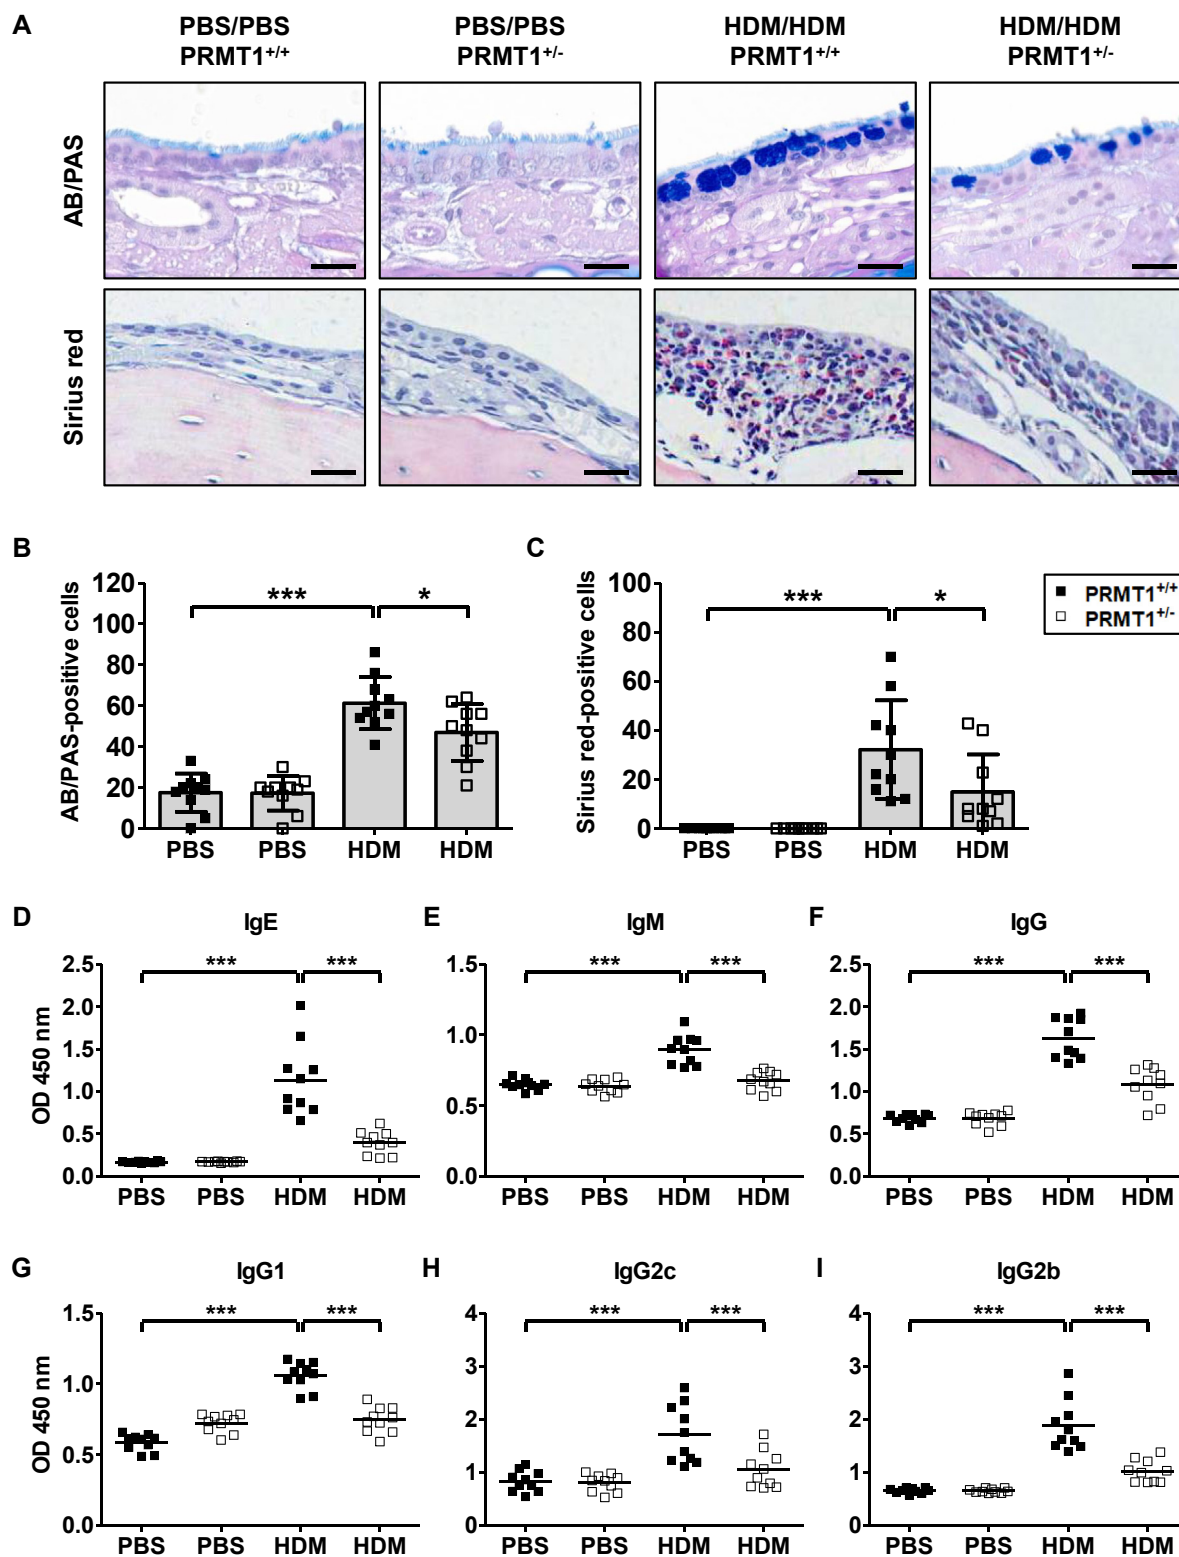 A
PBS/PBS PBS/PBS HDM/HDM HDM/HDM
PRMT1+/+ PRMT1+/- PRMT1+/+ PRMT1+/-
AB/PAS
Sirius red
B
AB/PAS-positive cells
120
100
80
60
40
20
0
*** *
PBS PBS HDM HDM
C
Sirius red-positive cells
100
80
60
40
20
0
*** *
PBS PBS HDM HDM
PRMT1+/+
PRMT1+/-
D
IgE
OD 450 nm
2.5
2.0
1.5
1.0
0.5
0.0
*** ***
PBS PBS HDM HDM
E
IgM
1.5
1.0
0.5
0.0
*** ***
PBS PBS HDM HDM
F
IgG
2.5
2.0
1.5
1.0
0.5
0.0
*** ***
PBS PBS HDM HDM
G
IgG1
OD 450 nm
1.5
1.0
0.5
0.0
*** ***
PBS PBS HDM HDM
H
IgG2c
4
3
2
1
0
*** ***
PBS PBS HDM HDM
I
IgG2b
4
3
2
1
0
*** ***
PBS PBS HDM HDM